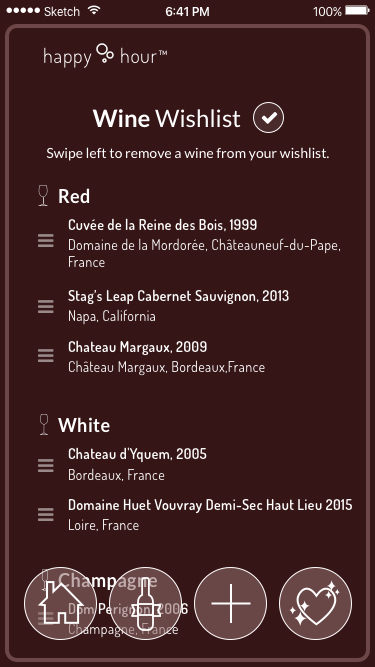 Sketch 6:41 PM 100%
happy hour™
Wine Wishlist
Swipe left to remove a wine from your wishlist.
Red
Cuvée de la Reine des Bois, 1999
Domaine de la Mordorée, Châteauneuf-du-Pape,
France
Stag's Leap Cabernet Sauvignon, 2013
Napa, California
Chateau Margaux, 2009
Château Margaux, Bordeaux,France
White
Chateau d'Yquem, 2005
Bordeaux, France
Domaine Huet Vouvray Demi-Sec Haut Lieu 2015
Loire, France
Champagne
Dom Perignon, 2006
Champagne, France